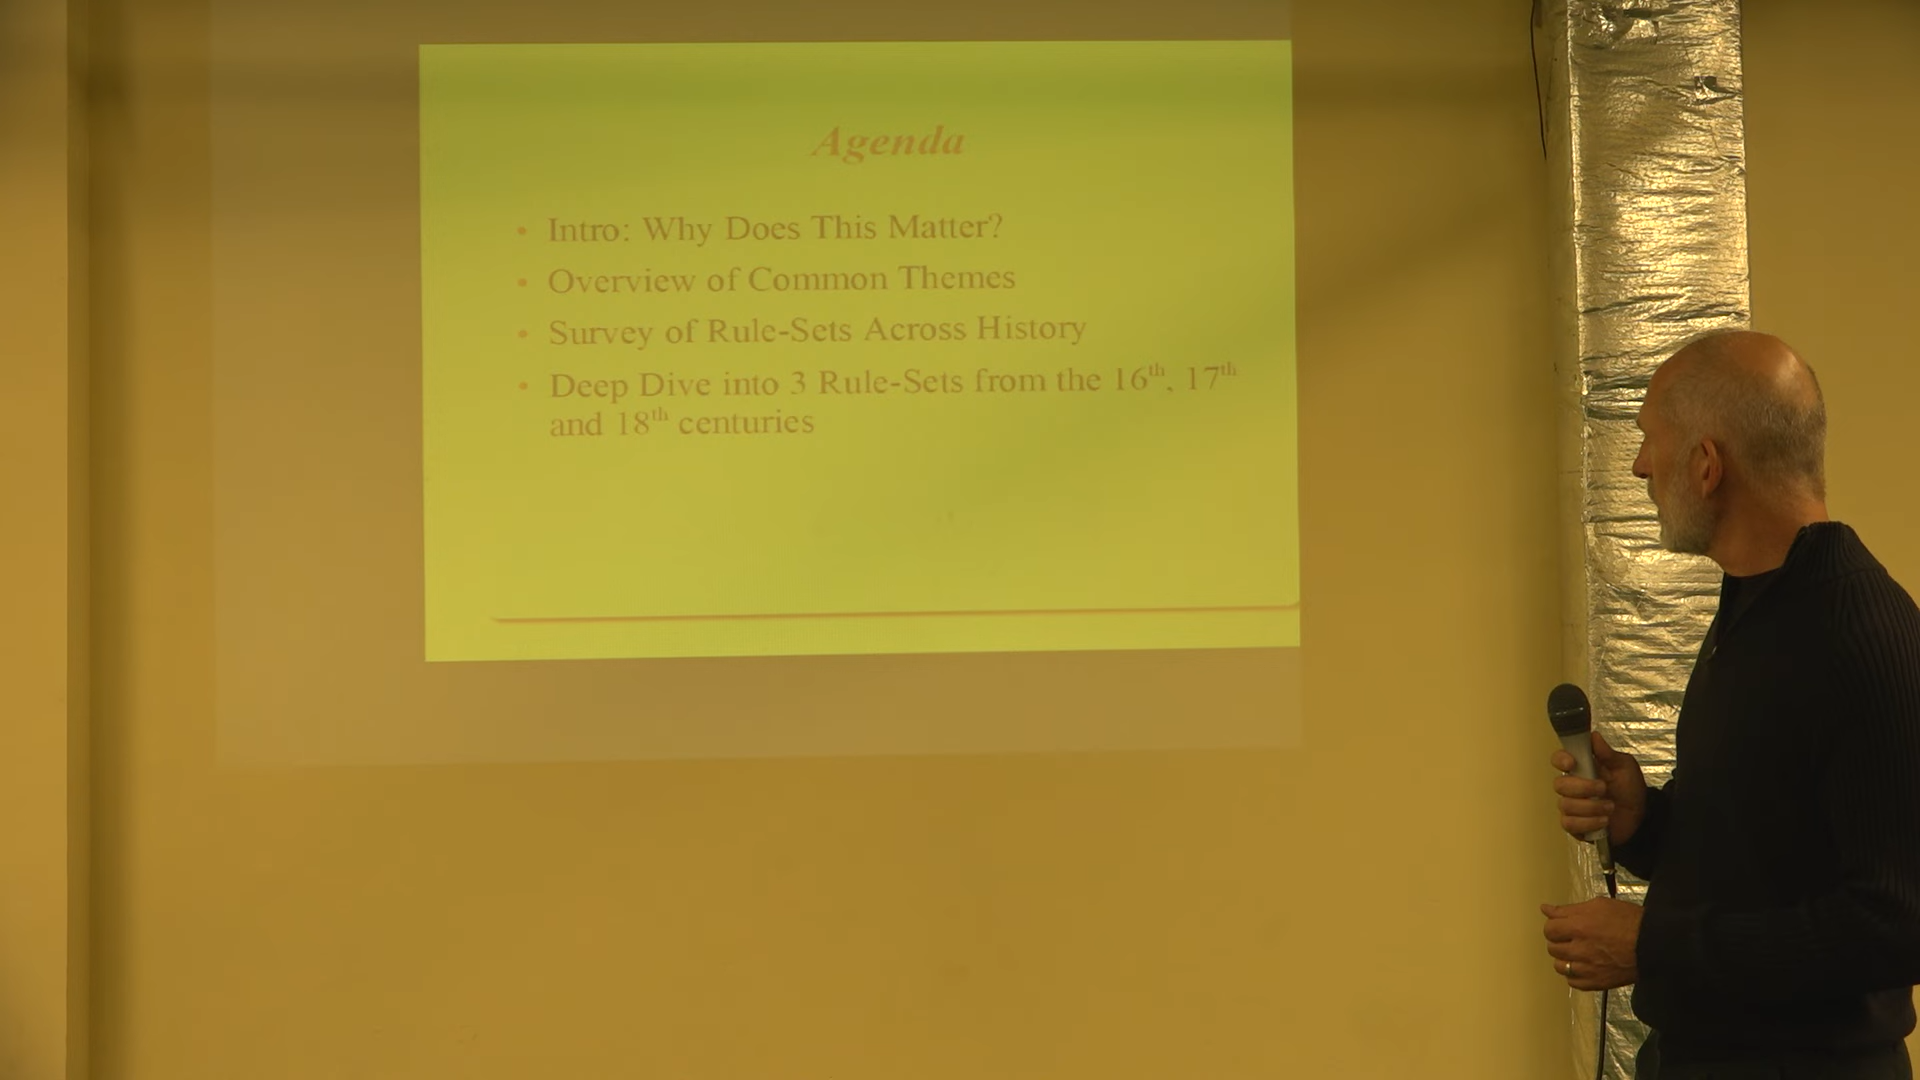 Agenda
• Intro: Why Does This Matter?
• Overview of Common Themes
• Survey of Rule-Sets Across History
• Deep Dive into 3 Rule-Sets from the 16th, 17th
and 18th centuries